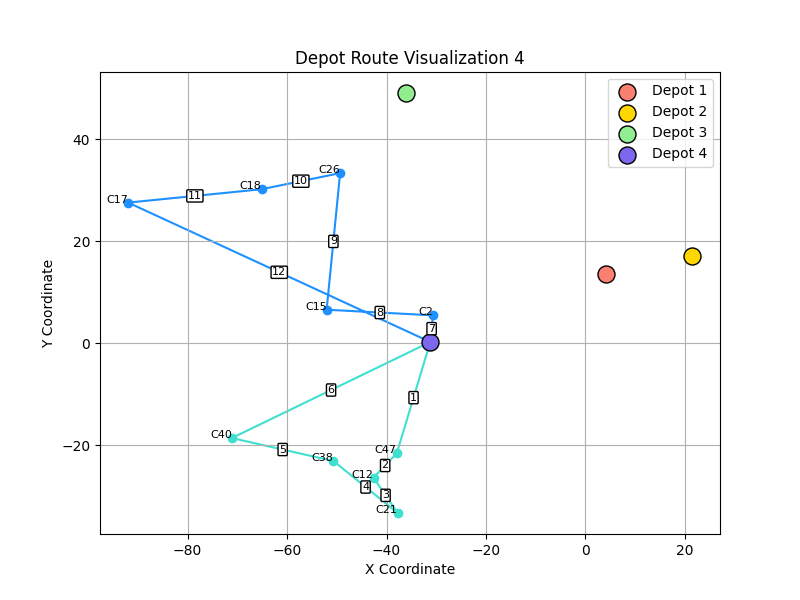 Depot Route Visualization 4
Depot 1
Depot 2
Depot 3
Depot 4
40
20
0
−20
Y Coordinate
C26
C18
10
C17
11
9
12
C15
8
C2
7
6
1
C40
5
C38
C47
2
C12
4
3
C21
−80
−60
−40
−20
0
20
X Coordinate